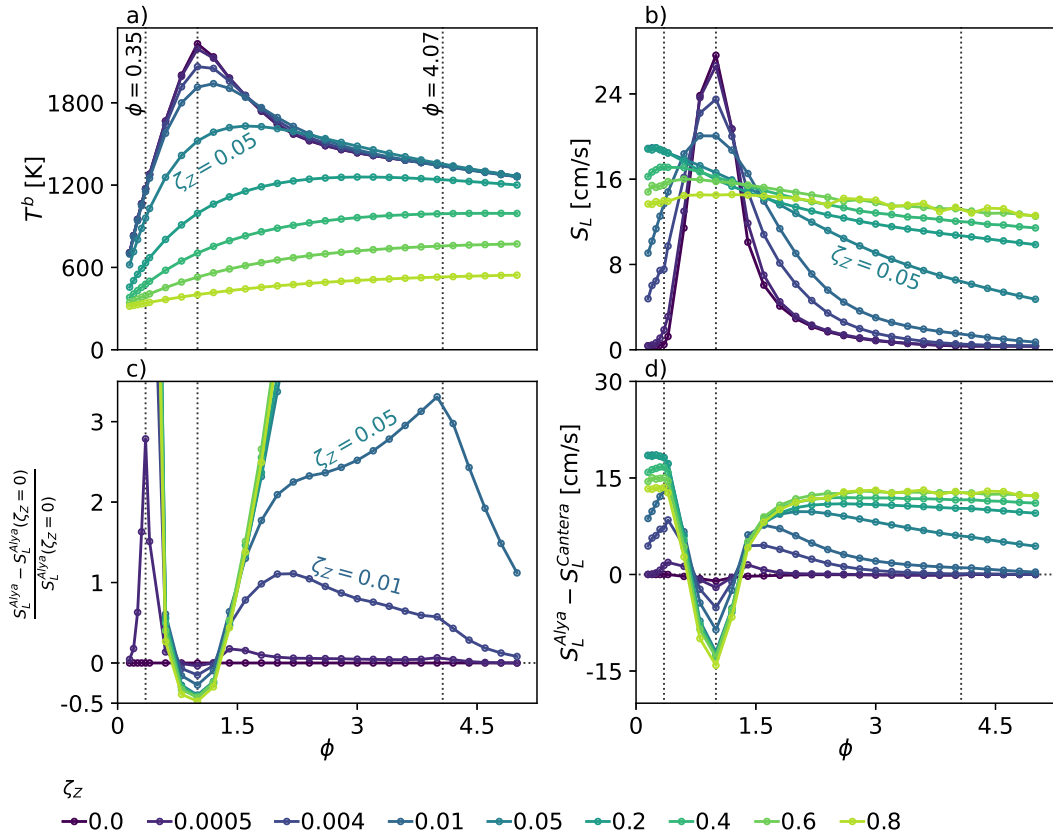 a)
ϕ = 0.35
ϕ = 4.07
ζ_Z = 0.05
T^b [K]
1800
1200
600
0
b)
S_L [cm/s]
24
16
8
0
ζ_Z = 0.05
c)
3
2
1
0
-0.5
S_L^Alya − S_L^Alya(ζ_Z = 0)
S_L^Alya(ζ_Z = 0)
ζ_Z = 0.05
ζ_Z = 0.01
0 1.5 3 4.5
ϕ
d)
30
15
0
-15
S_L^Alya − S_L^Cantera [cm/s]
0 1.5 3 4.5
ϕ
ζ_Z
0.0 0.0005 0.004 0.01 0.05 0.2 0.4 0.6 0.8